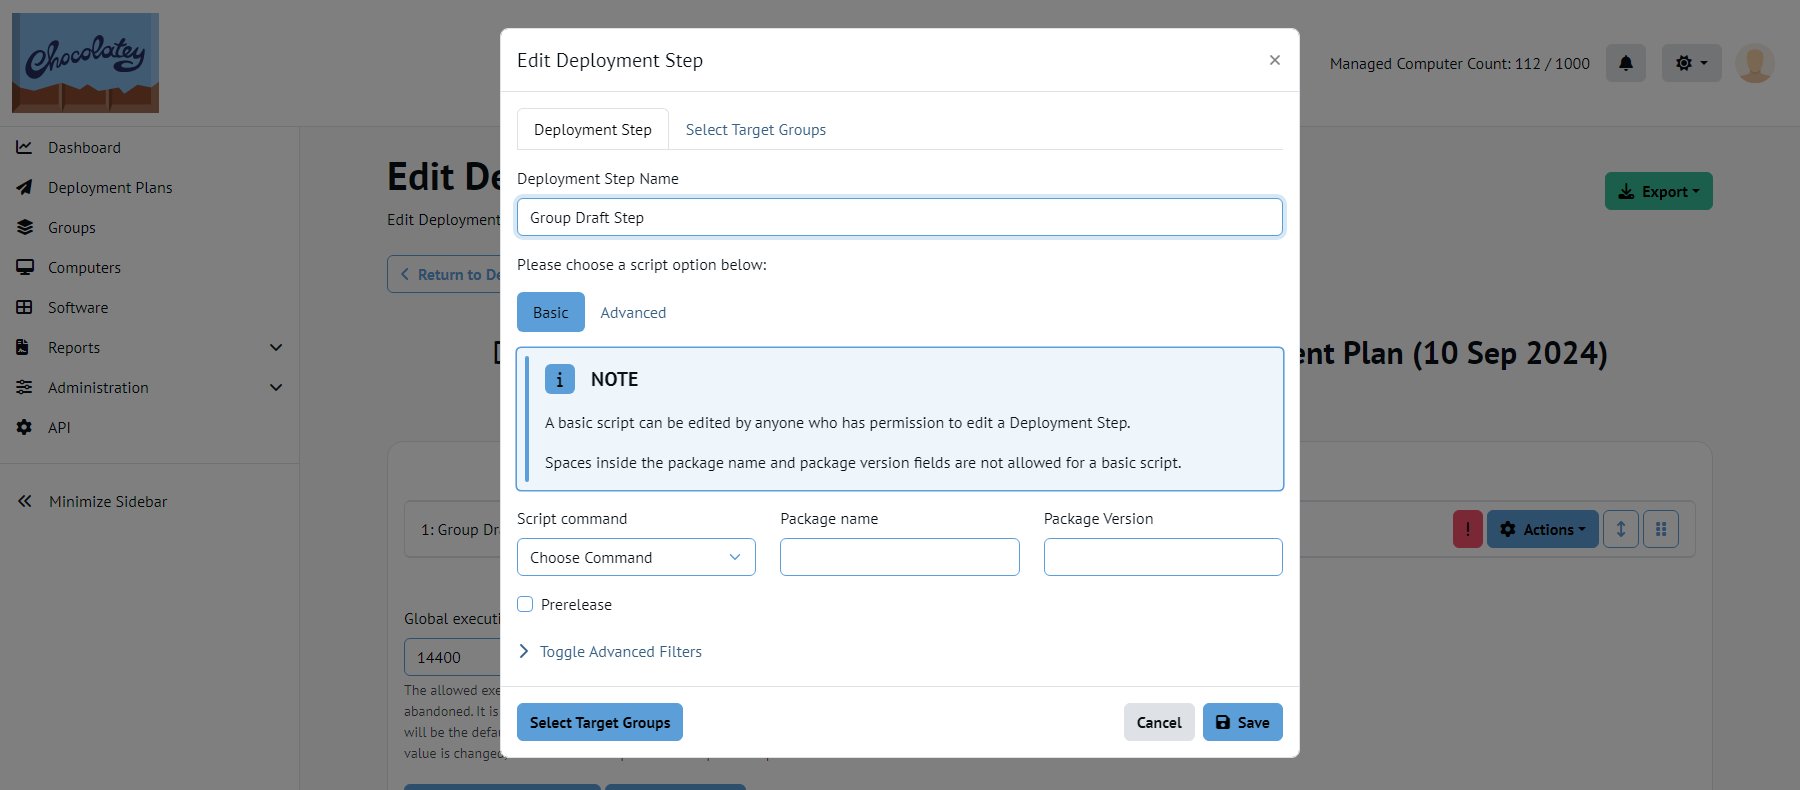 Chocolatey
Managed Computer Count: 112 / 1000
Dashboard
Deployment Plans
Groups
Computers
Software
Reports
Administration
API
Minimize Sidebar
Edit De
Edit Deployment
Return to De
Export
ent Plan (10 Sep 2024)
1: Group Dr
!
Actions
Global executi
14400
The allowed exe
abandoned. It is
will be the defau
value is changed,
Edit Deployment Step
×
Deployment Step
Select Target Groups
Deployment Step Name
Group Draft Step
Please choose a script option below:
Basic
Advanced
i
NOTE
A basic script can be edited by anyone who has permission to edit a Deployment Step.
Spaces inside the package name and package version fields are not allowed for a basic script.
Script command
Package name
Package Version
Choose Command
Prerelease
Toggle Advanced Filters
Select Target Groups
Cancel
Save